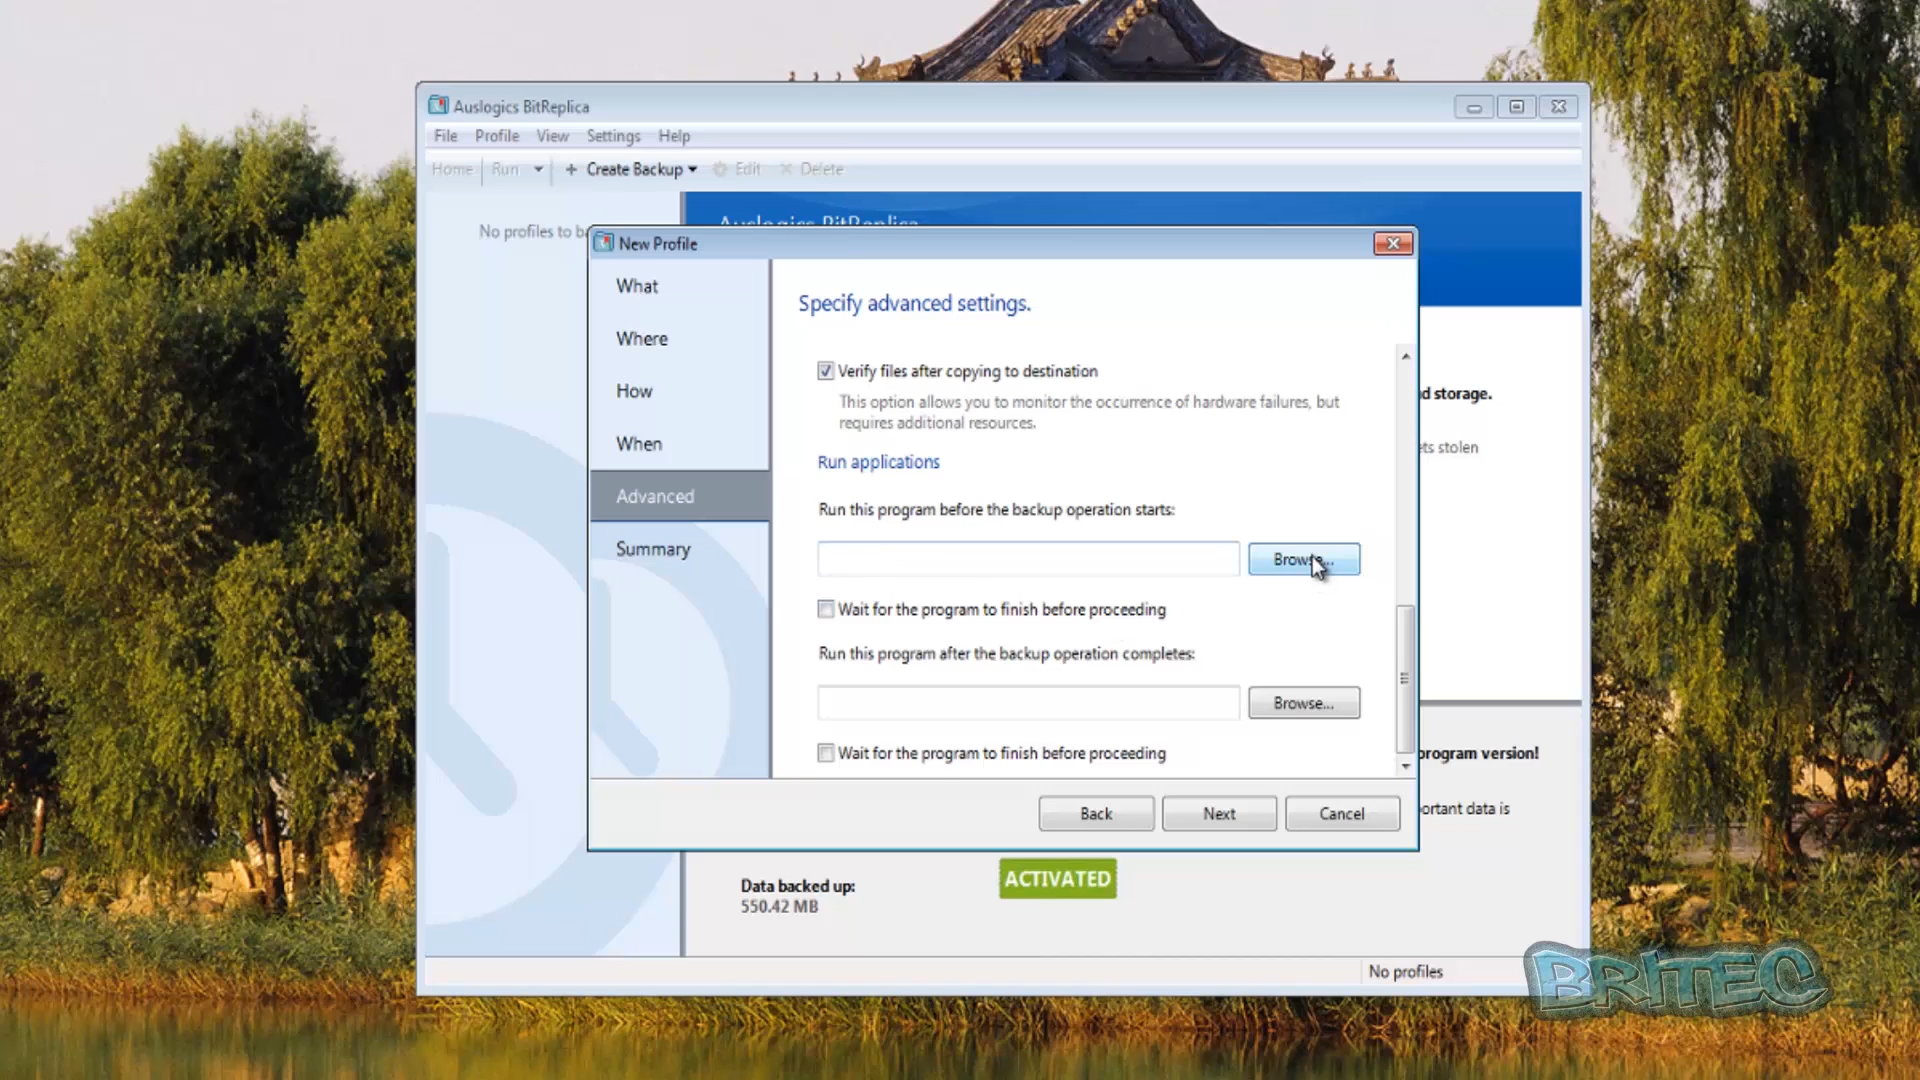 Auslogics BitReplica
File Profile View Settings Help
Home Run Create Backup Edit Delete
No profiles to ba
Auslogics BitReplica
New Profile
What
Where
How
When
Advanced
Summary
Specify advanced settings.
Verify files after copying to destination
This option allows you to monitor the occurrence of hardware failures, but
requires additional resources.
Run applications
Run this program before the backup operation starts:
Browse...
Wait for the program to finish before proceeding
Run this program after the backup operation completes:
Browse...
Wait for the program to finish before proceeding
Back Next Cancel
d storage.
ets stolen
program version!
ortant data is
Data backed up:
550.42 MB
ACTIVATED
No profiles
BRITEC